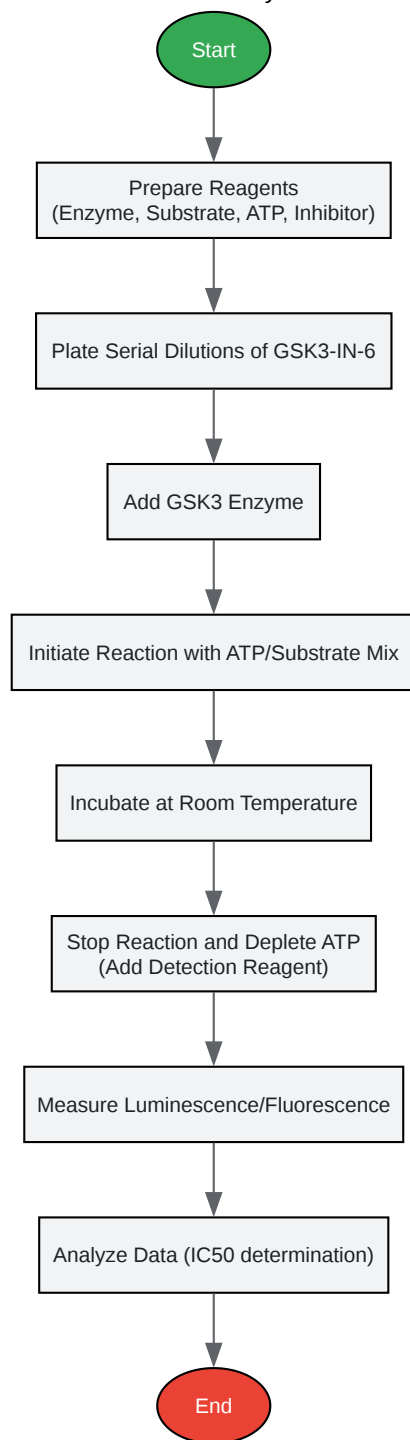 Start
Prepare Reagents
(Enzyme, Substrate, ATP, Inhibitor)
Plate Serial Dilutions of GSK3-IN-6
Add GSK3 Enzyme
Initiate Reaction with ATP/Substrate Mix
Incubate at Room Temperature
Stop Reaction and Deplete ATP
(Add Detection Reagent)
Measure Luminescence/Fluorescence
Analyze Data (IC50 determination)
End